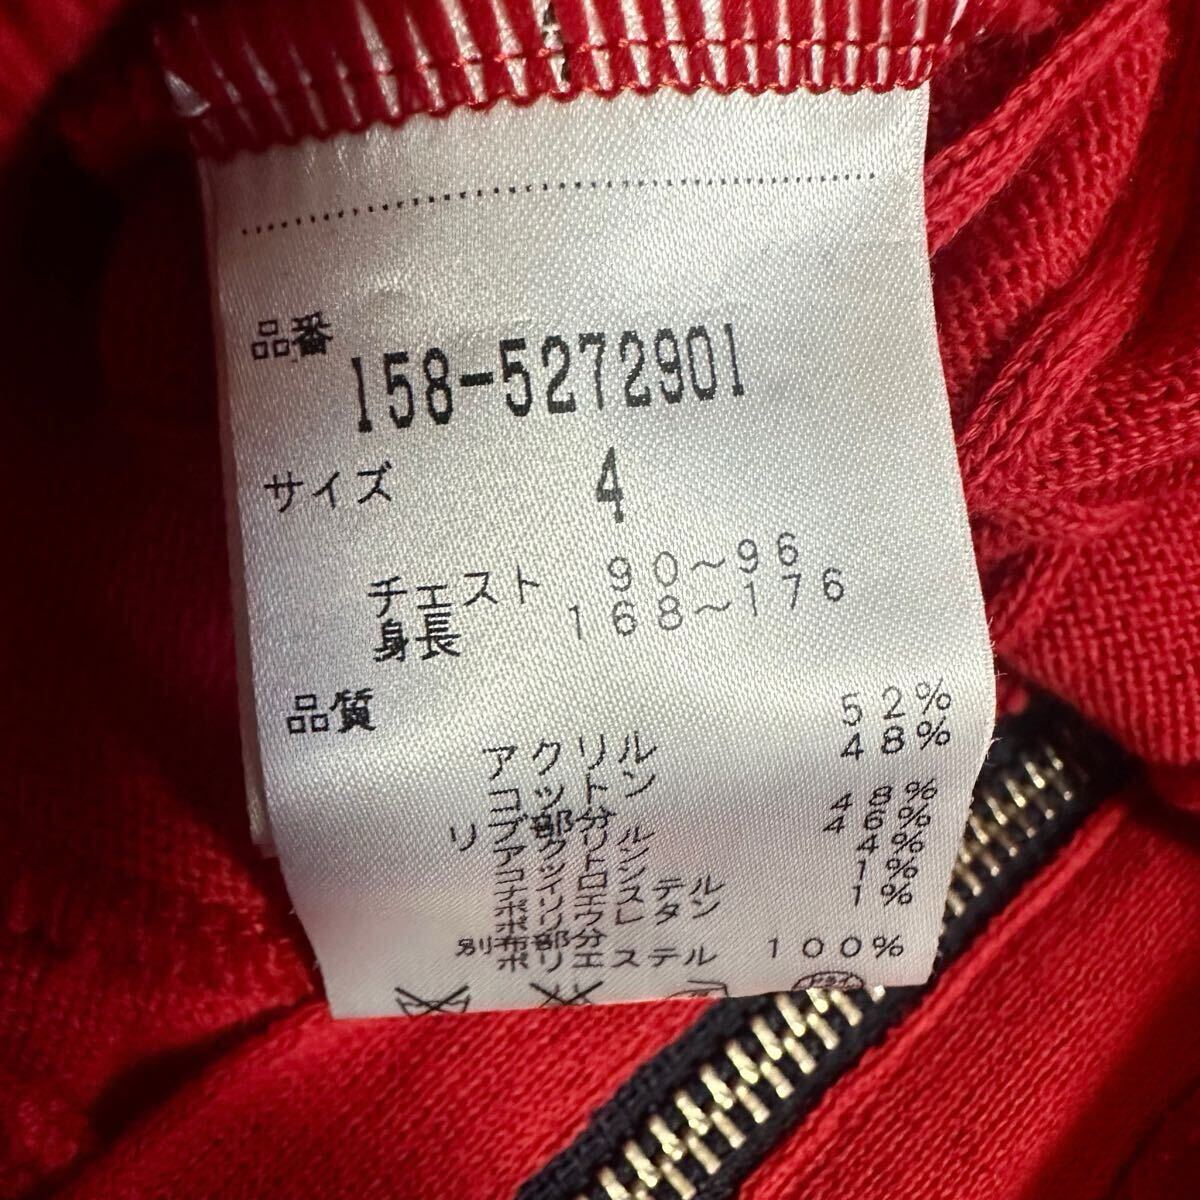 品番
158-5272901
サイズ 4
チェスト 90～96
身長 168～176
品質
アクリル 52%
コットン 48%
リブ部分
アクリル 48%
コットン 46%
ナイロン 4%
ポリエステル 1%
ポリウレタン 1%
別布部分
ポリエステル 100%
ドライ